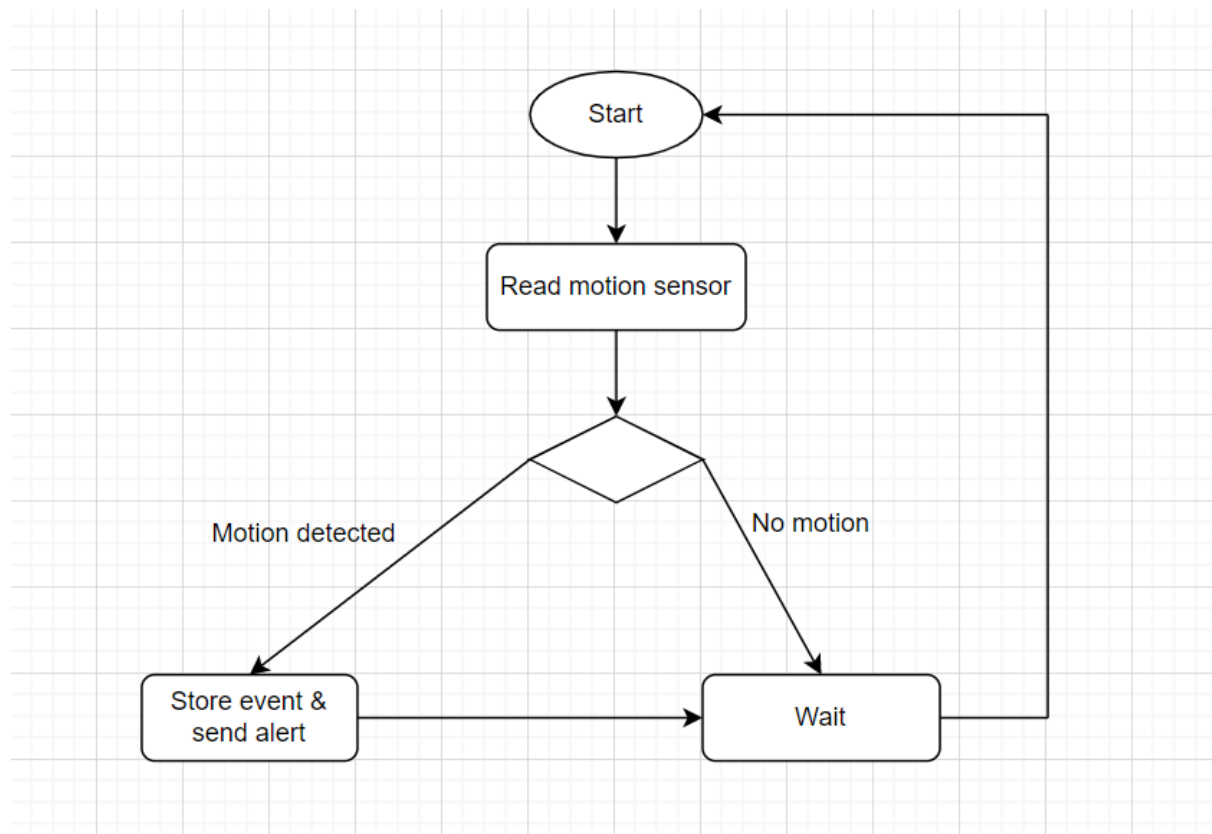 Start
Read motion sensor
Motion detected
No motion
Store event &
send alert
Wait